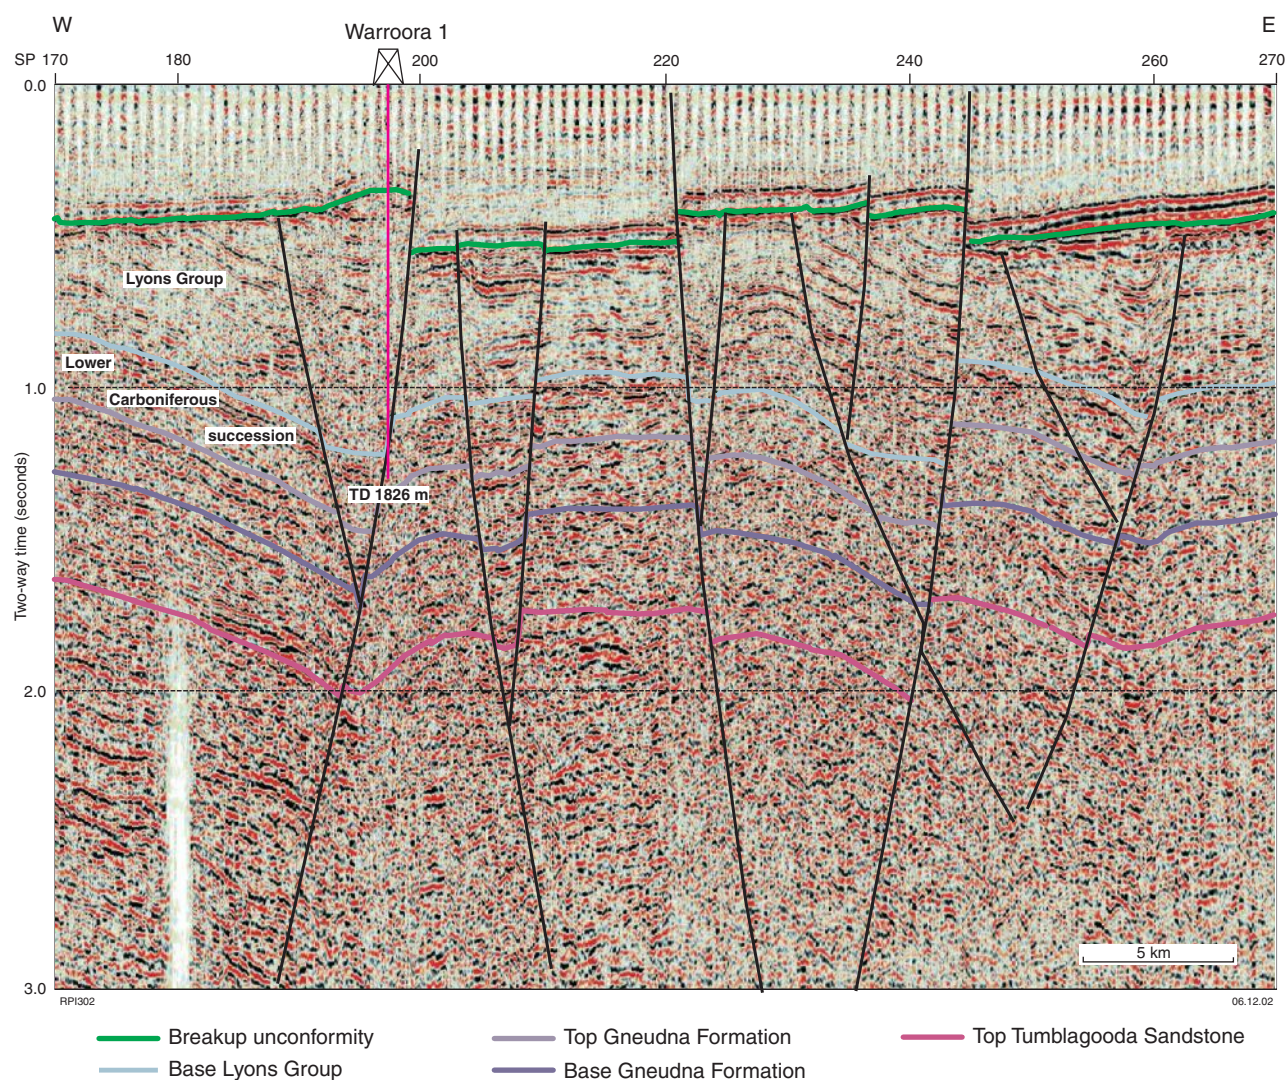 W
E
Warroora 1
SP 170
180
200
220
240
260
270
0.0
Lyons Group
Lower
1.0
Carboniferous
succession
TD 1826 m
Two-way time (seconds)
2.0
5 km
3.0
RPI302
06.12.02
Breakup unconformity
Top Gneudna Formation
Top Tumblagooda Sandstone
Base Lyons Group
Base Gneudna Formation